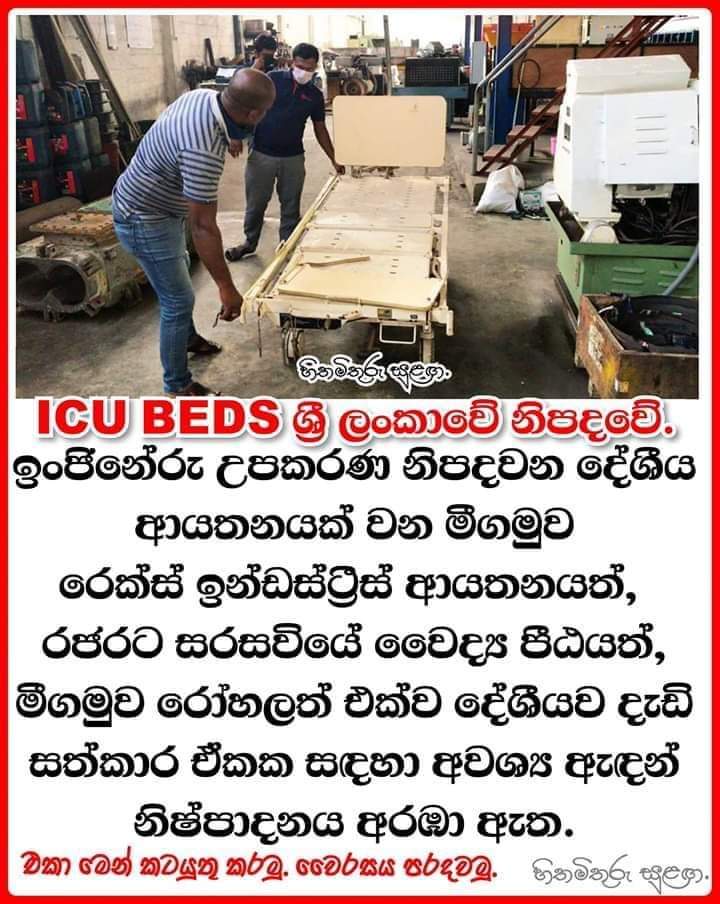 හිතමිතුරු සුළඟ.
ICU BEDS ශ්‍රී ලංකාවේ නිපදවේ.
ඉංජිනේරු උපකරණ නිපදවන දේශීය
ආයතනයක් වන මීගමුව
රෙක්ස් ඉන්ඩස්ට්‍රීස් ආයතනයත්,
රජරට සරසවියේ වෛද්‍ය පීඨයත්,
මීගමුව රෝහලත් එක්ව දේශීයව දැඩි
සත්කාර ඒකක සඳහා අවශ්‍ය ඇඳන්
නිෂ්පාදනය අරඹා ඇත.
එකා මෙන් කටයුතු කරමු. වෛරසය පරදවමු.
හිතමිතුරු සුළඟ.